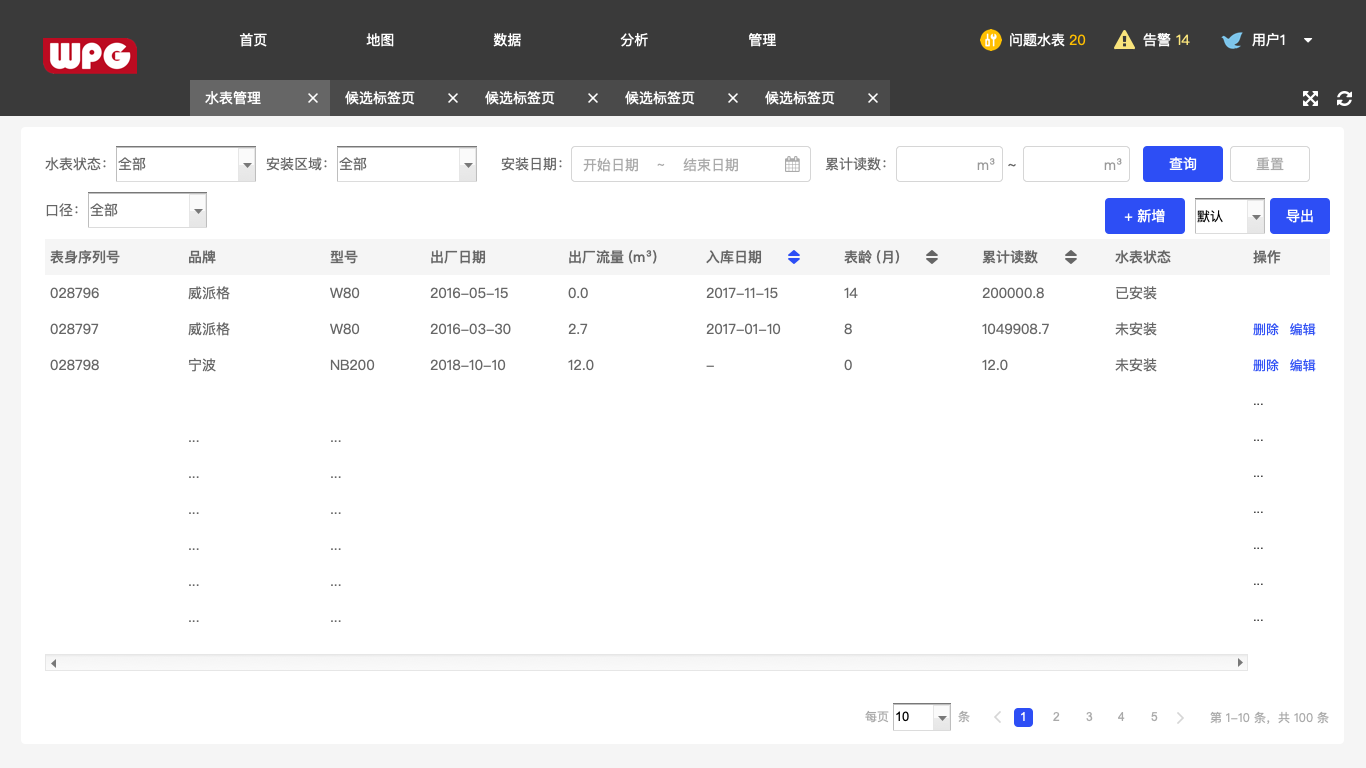 WPG 首页 地图 数据 分析 管理 问题水表 20 告警 14 用户1
水表管理 候选标签页 候选标签页 候选标签页 候选标签页
水表状态: 全部 安装区域: 全部 安装日期: 开始日期 ~ 结束日期 累计读数: m³ ~ m³ 查询 重置
口径: 全部 + 新增 默认 导出
表身序列号 品牌 型号 出厂日期 出厂流量 (m³) 入库日期 表龄 (月) 累计读数 水表状态 操作
028796 威派格 W80 2016-05-15 0.0 2017-11-15 14 200000.8 已安装
028797 威派格 W80 2016-03-30 2.7 2017-01-10 8 1049908.7 未安装 删除 编辑
028798 宁波 NB200 2018-10-10 12.0 - 0 12.0 未安装 删除 编辑
...
... ... ...
... ... ...
... ... ...
... ... ...
... ... ...
... ... ...
每页 10 条 1 2 3 4 5 第 1-10 条, 共 100 条